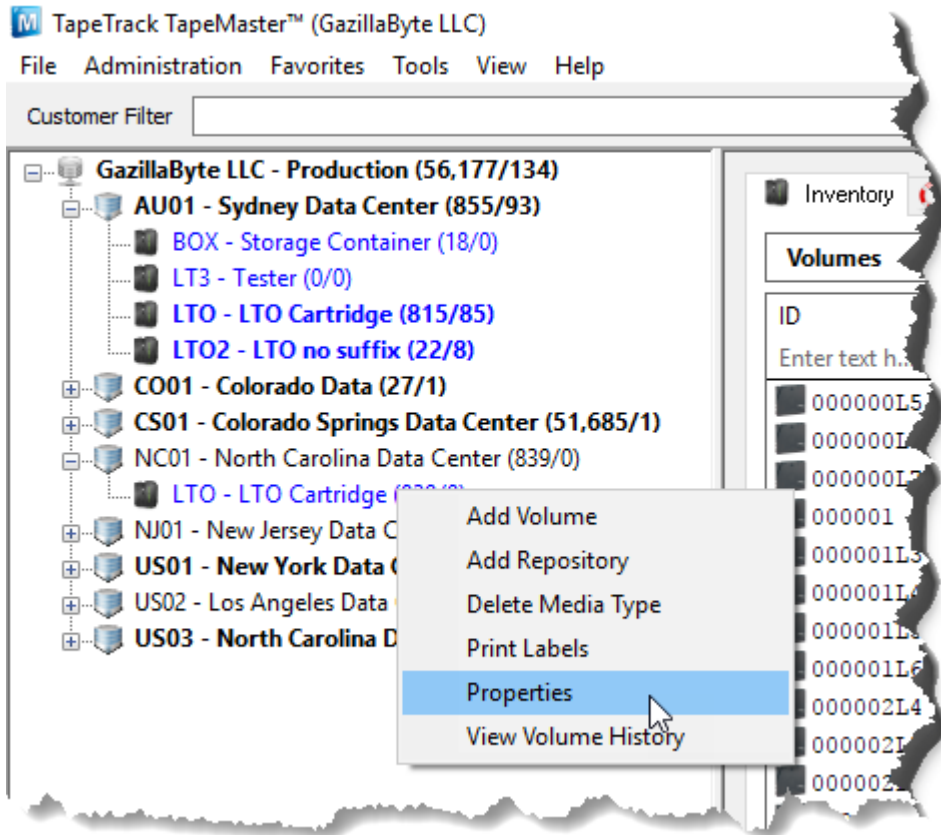 TapeTrack TapeMaster™ (GazillaByte LLC)
File Administration Favorites Tools View Help
Customer Filter
GazillaByte LLC - Production (56,177/134)
AU01 - Sydney Data Center (855/93)
BOX - Storage Container (18/0)
LT3 - Tester (0/0)
LTO - LTO Cartridge (815/85)
LTO2 - LTO no suffix (22/8)
CO01 - Colorado Data (27/1)
CS01 - Colorado Springs Data Center (51,685/1)
NC01 - North Carolina Data Center (839/0)
LTO - LTO Cartridge
NJ01 - New Jersey Data
US01 - New York Data
US02 - Los Angeles Data
US03 - North Carolina
Add Volume
Add Repository
Delete Media Type
Print Labels
Properties
View Volume History
Inventory
Volumes
ID
Enter text h...
000000L5
000001
000001L3
000001L6
000002L4